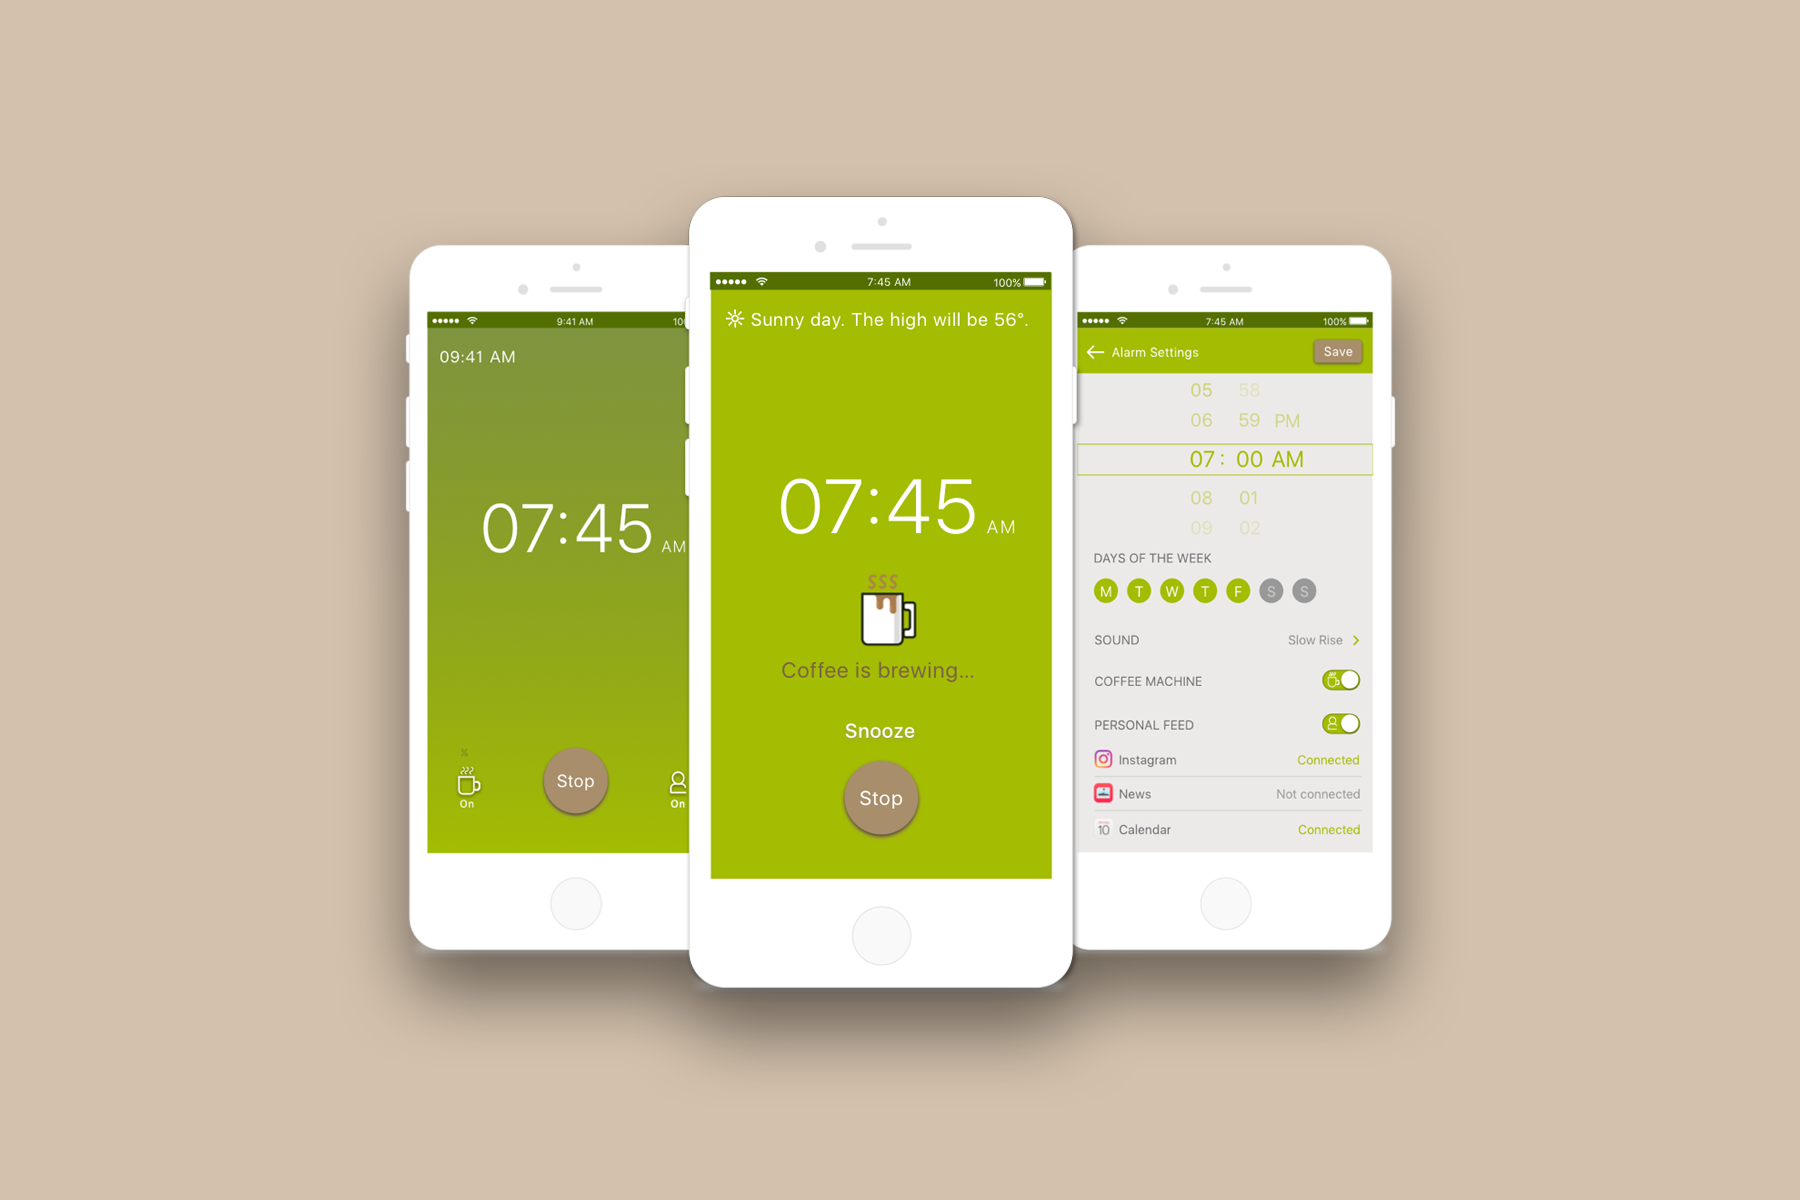 9:41 AM
10
09:41 AM
07:45 AM
On
Stop
On
7:45 AM
100%
Sunny day. The high will be 56°.
07:45 AM
Coffee is brewing...
Snooze
Stop
7:45 AM
100%
Alarm Settings
Save
05 58
06 59 PM
07 : 00 AM
08 01
09 02
DAYS OF THE WEEK
M T W T F S S
SOUND
Slow Rise
COFFEE MACHINE
PERSONAL FEED
Instagram
Connected
News
Not connected
10
Calendar
Connected